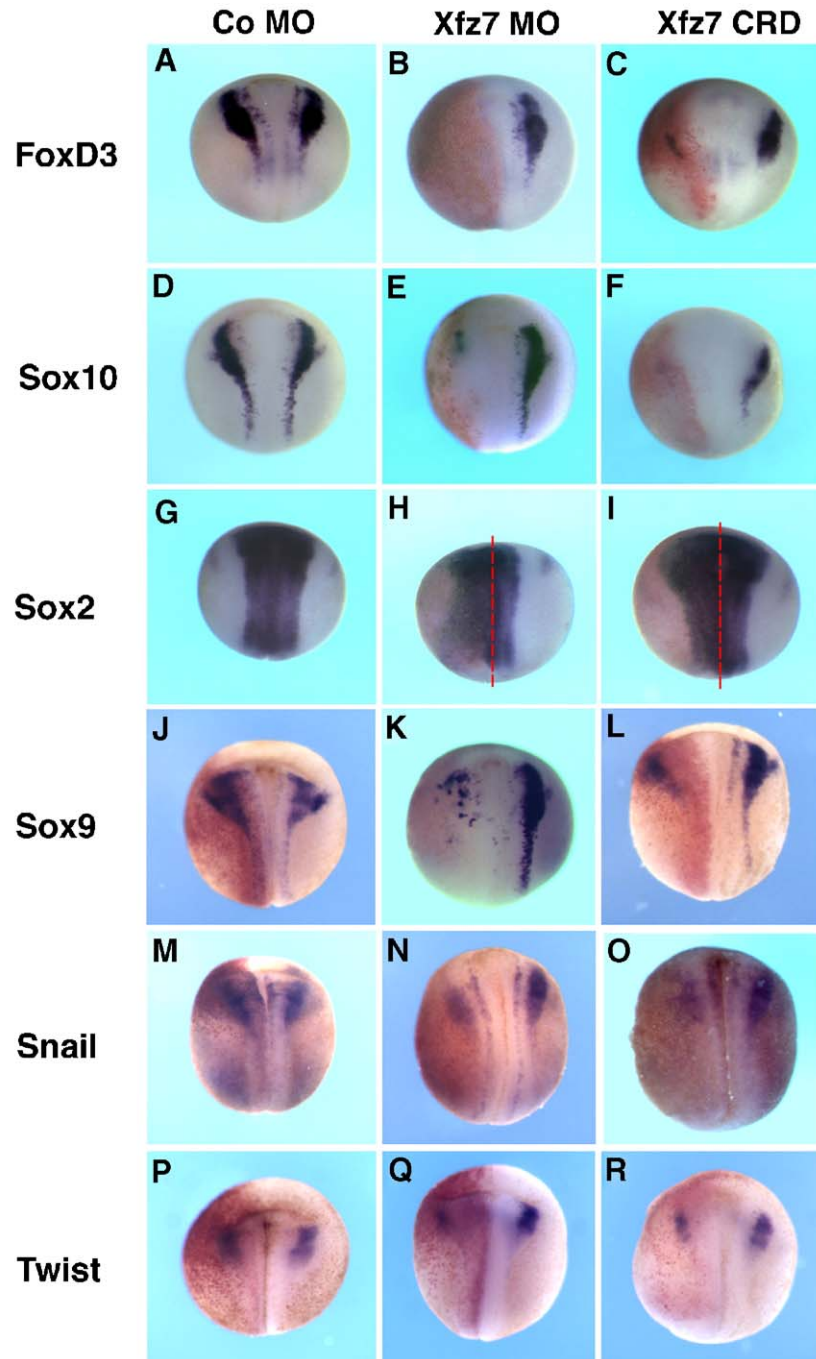 Co MO Xfz7 MO Xfz7 CRD
A B C
FoxD3
D E F
Sox10
G H I
Sox2
J K L
Sox9
M N O
Snail
P Q R
Twist